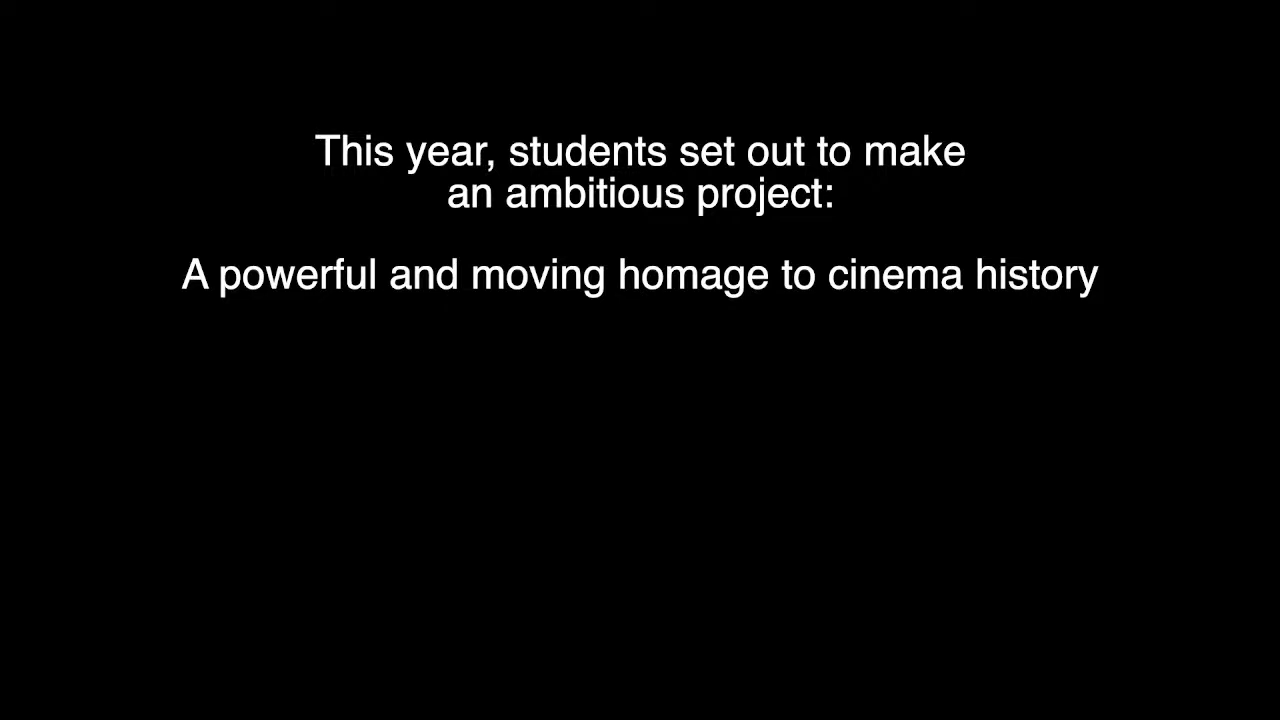 This year, students set out to make
an ambitious project:
A powerful and moving homage to cinema history